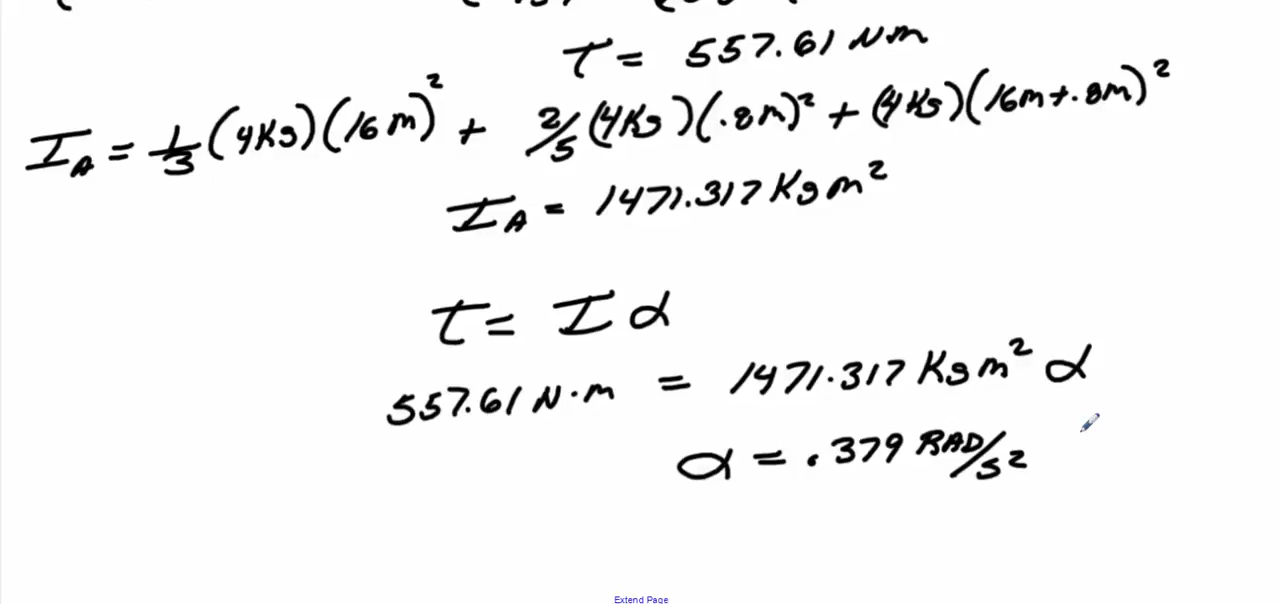 τ = 557.61 Nm
I_A = 1/3 (4Kg)(16m)² + 2/5 (4Kg)(.8m)² + (4Kg)(16m+.8m)²
I_A = 1471.317 Kgm²
τ = I α
557.61 N·m = 1471.317 Kgm² α
α = .379 RAD/s²
Extend Page